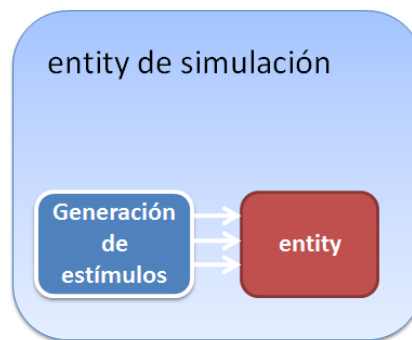 entity de simulación
Generación
de
estímulos
entity